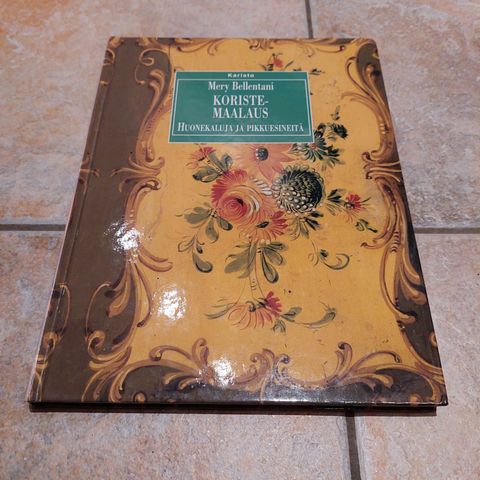 Karisto
Mery Bellentani
KORISTE-
MAALAUS
HUONEKALUJA JA PIKKUESINEITÄ